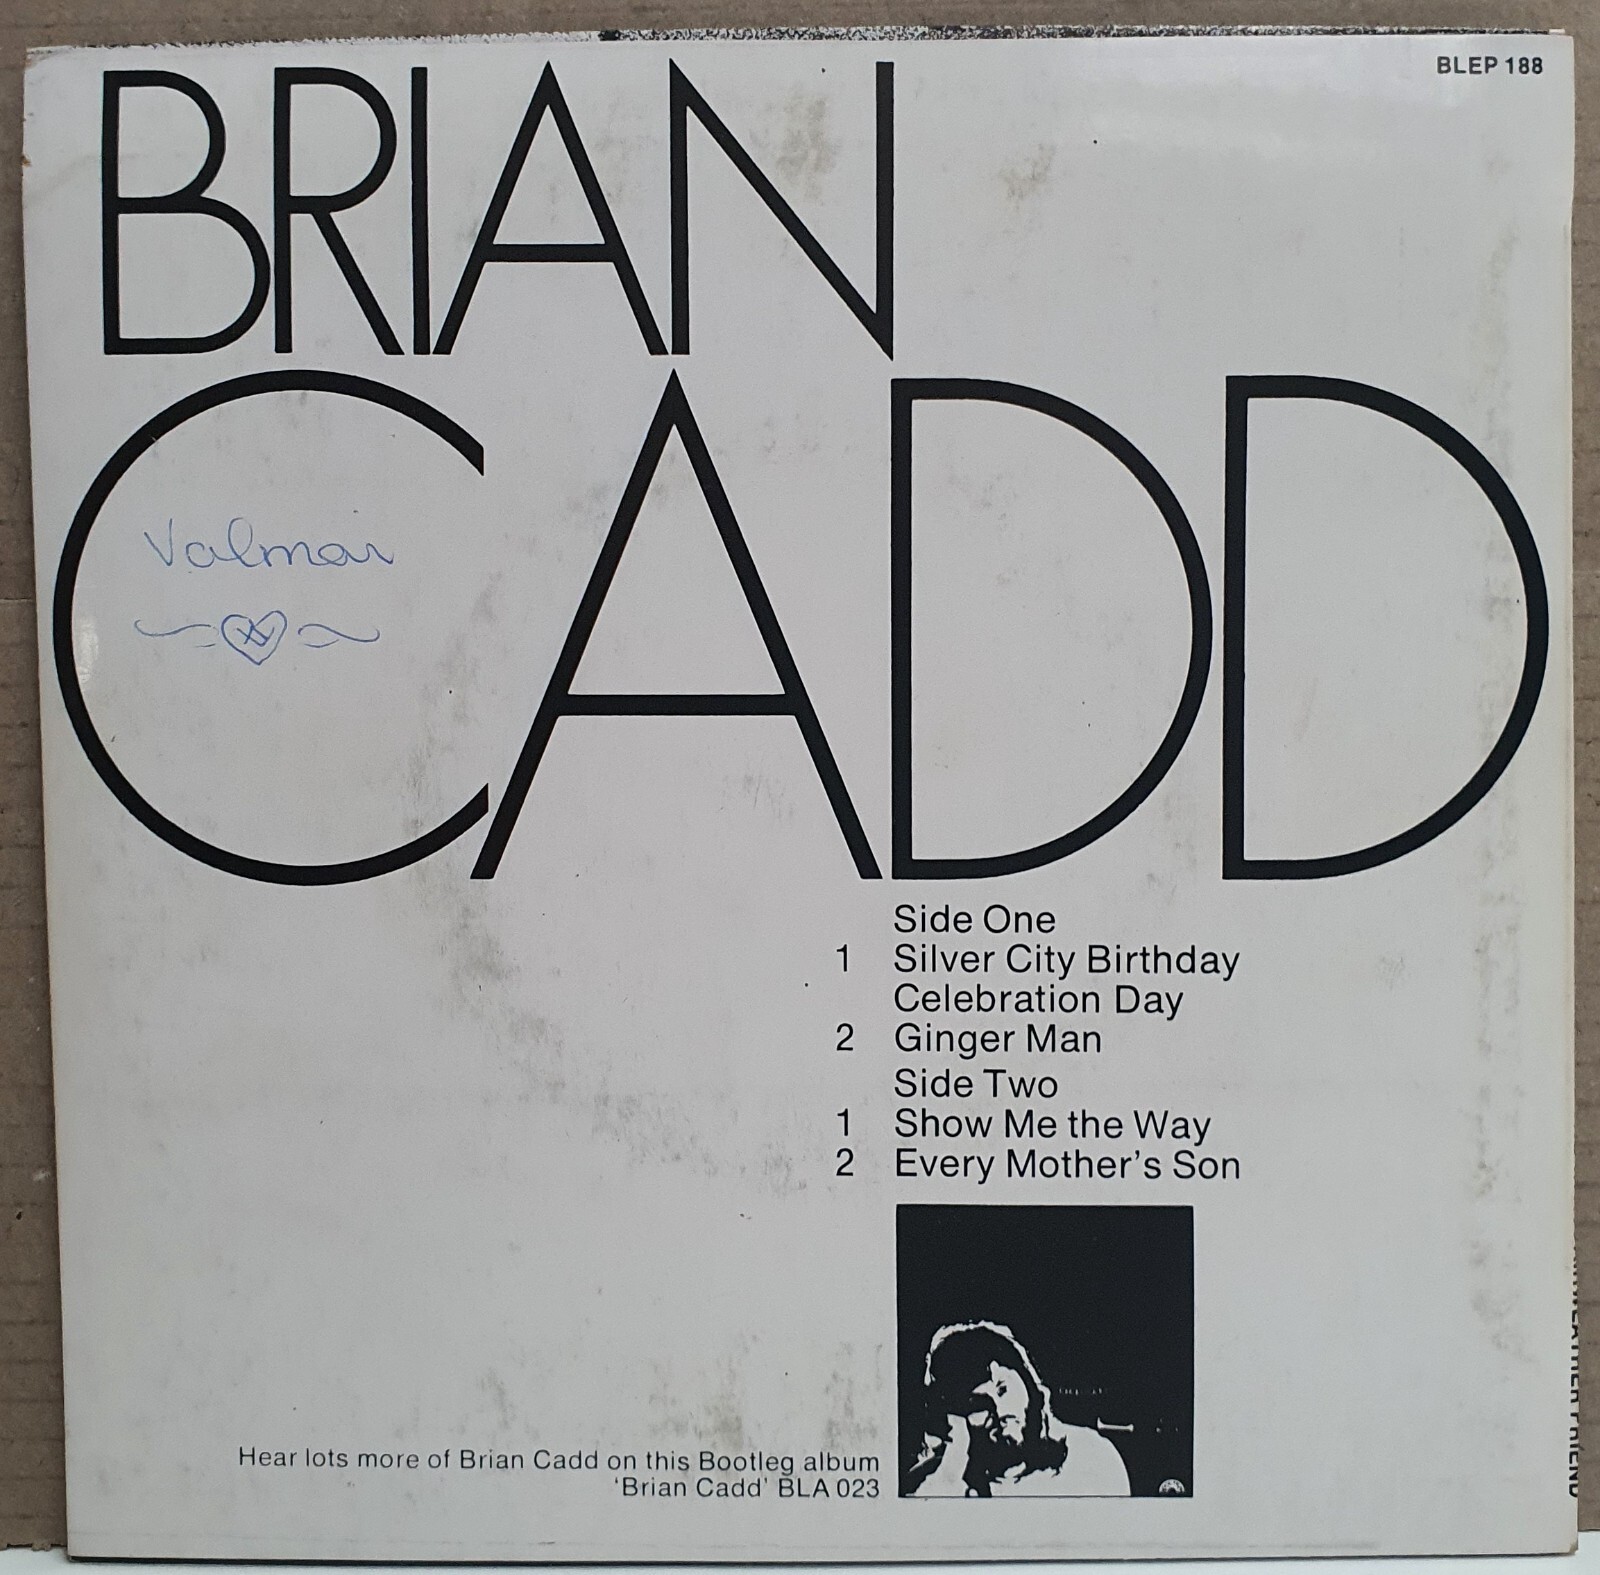 BLEP 188
BRIAN
CADD
Valmai
Side One
1 Silver City Birthday
Celebration Day
2 Ginger Man
Side Two
1 Show Me the Way
2 Every Mother's Son
Hear lots more of Brian Cadd on this Bootleg album
'Brian Cadd' BLA 023